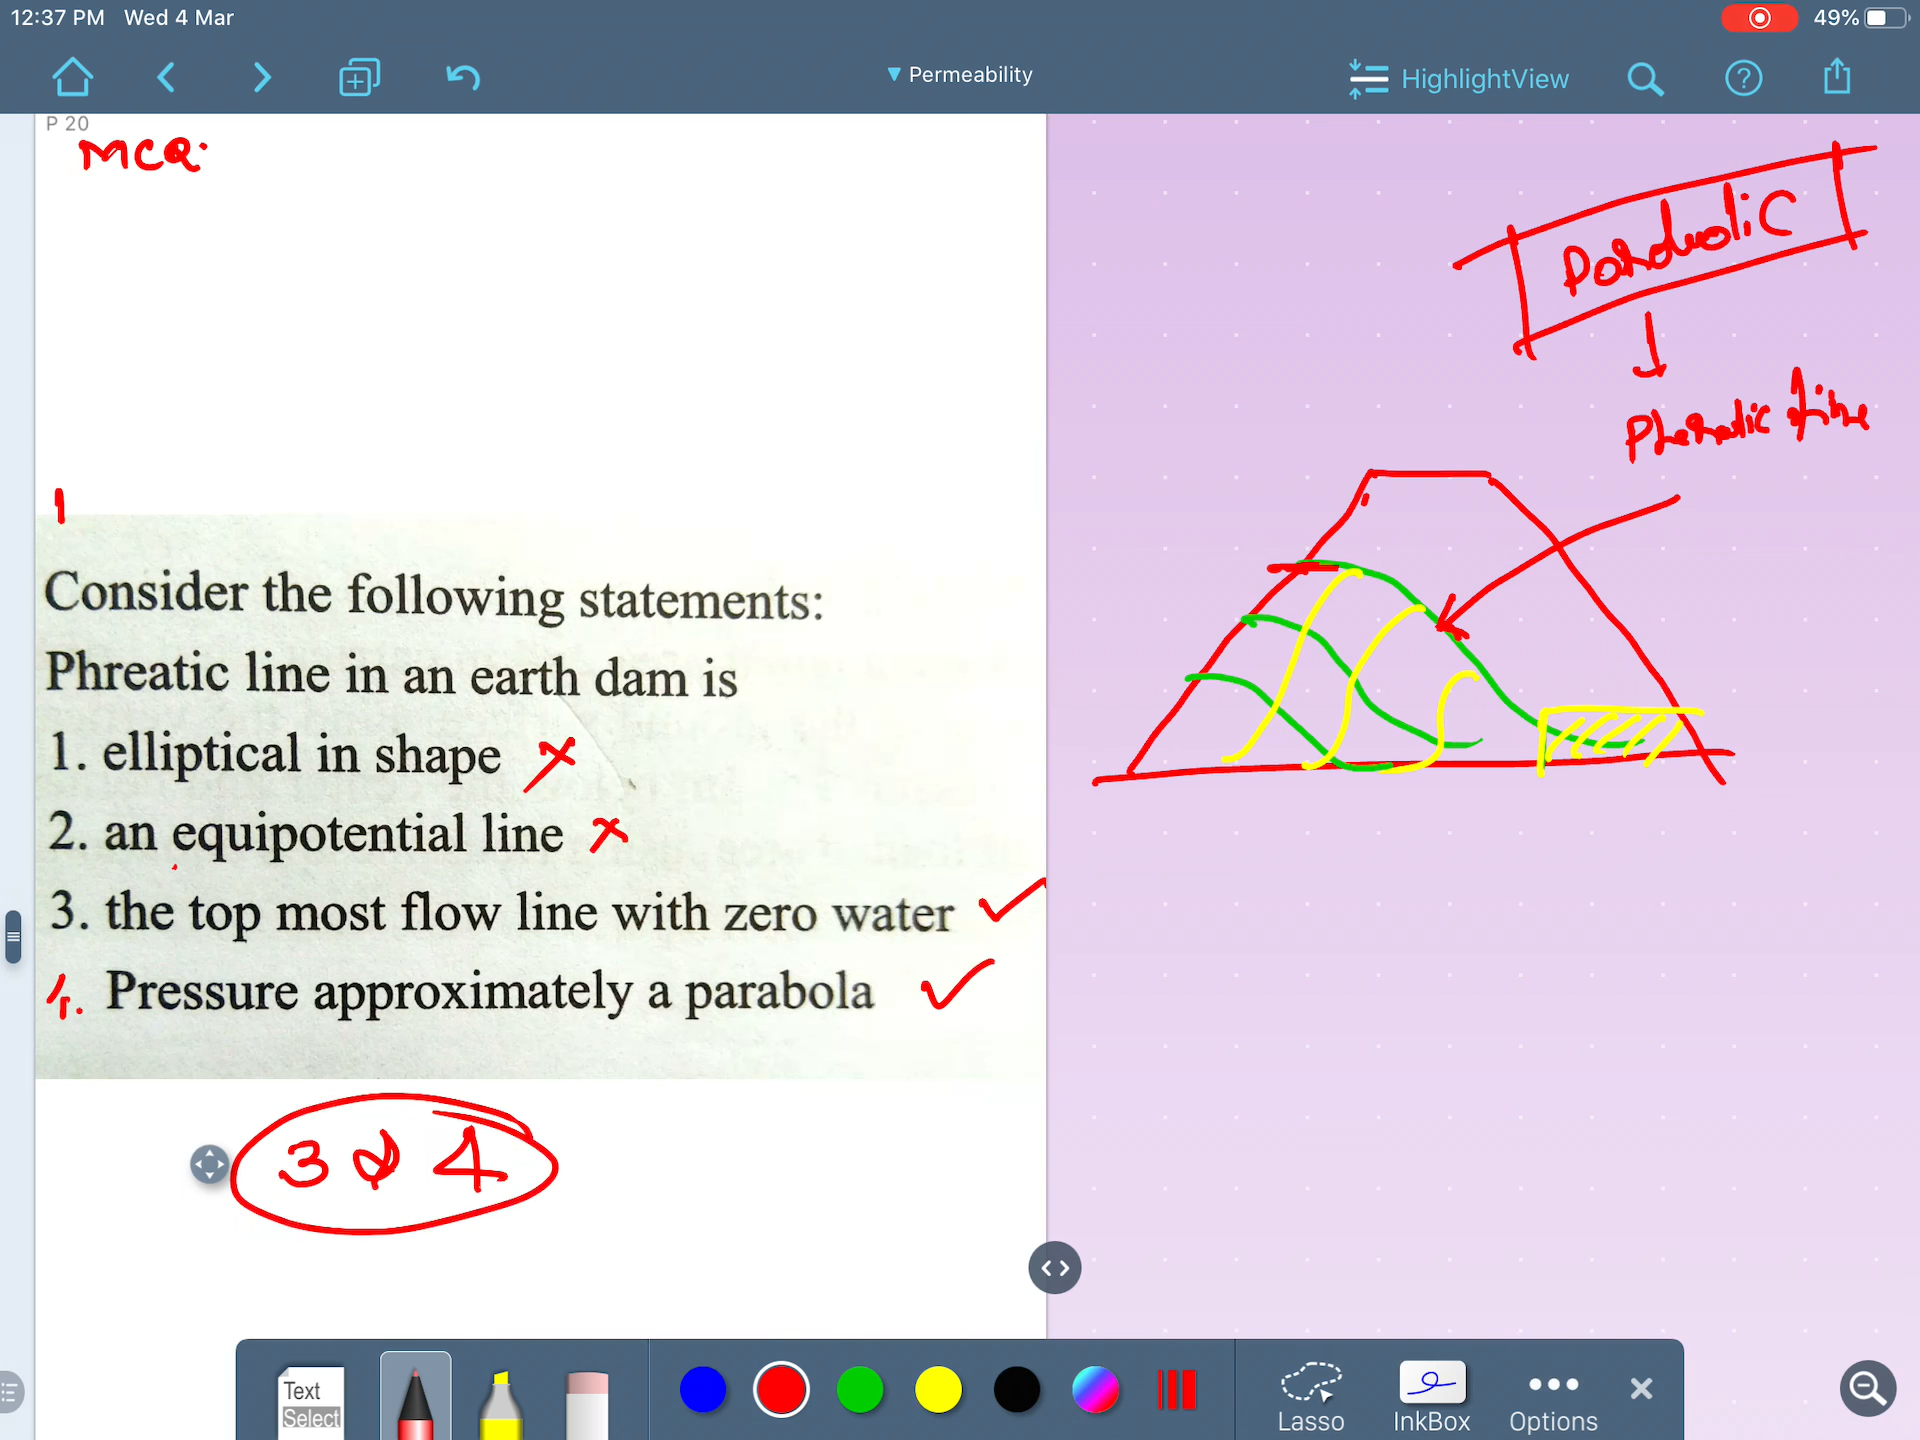 12:37 PM Wed 4 Mar
49%
Permeability
HighlightView
P 20
MCQ.
1
Consider the following statements:
Phreatic line in an earth dam is
1. elliptical in shape
2. an equipotential line
3. the top most flow line with zero water
4. Pressure approximately a parabola
3 & 4
Parabolic
Phreatic line
Text
Select
Lasso
InkBox
Options